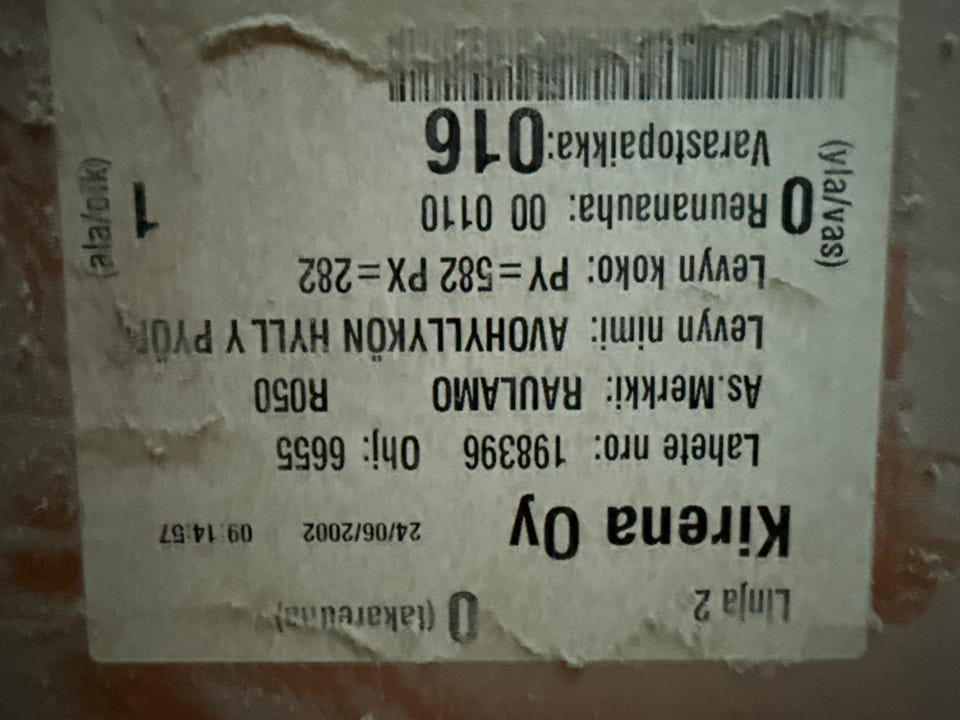 Linja 2 0 (takareuna)
Kirena Oy 24/06/2002 09:14:57
Lahete nro: 198396 Ohj: 6655
As.Merkki: RAULAMO R050
Levyn nimi: AVOHYLLYKÖN HYLLY
Levyn koko: PY=582 PX=282
Reunanauha: 00 0110
Varastopaikka: 016
0 (yla/vas)
1 (ala/oik)